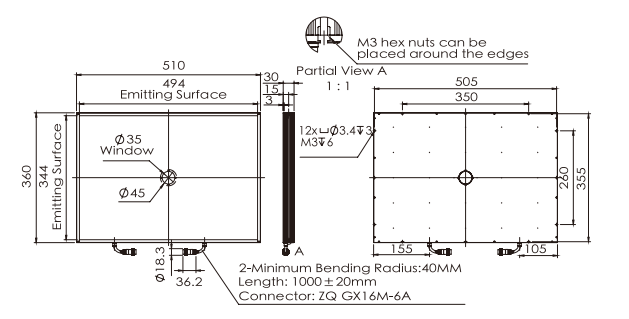 M3 hex nuts can be
placed around the edges
Partial View A
1 : 1
510
494
Emitting Surface
30
15
3
505
350
12x⌴Ø3.4↧3
M3↧6
Ø35
Window
Ø45
360
344
Emitting Surface
260
355
155
105
A
Ø18.3
36.2
2-Minimum Bending Radius:40MM
Length: 1000±20mm
Connector: ZQ GX16M-6A